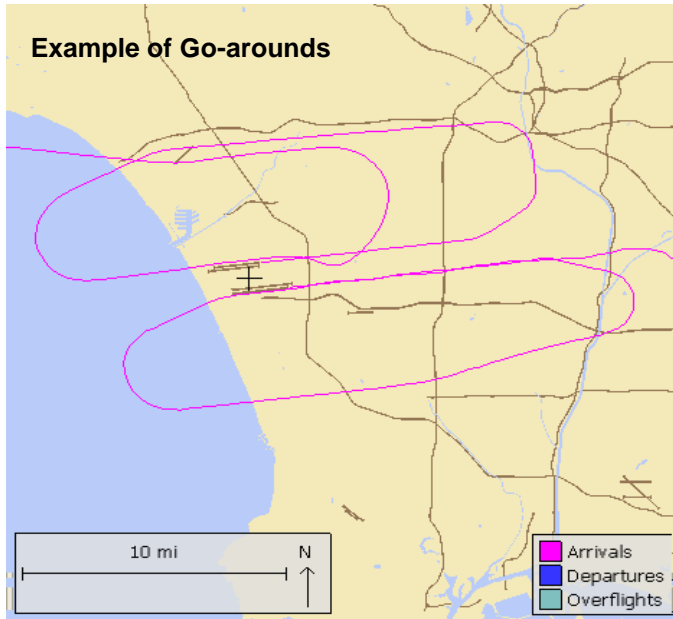 Example of Go-arounds
10 mi
N
Arrivals
Departures
Overflights